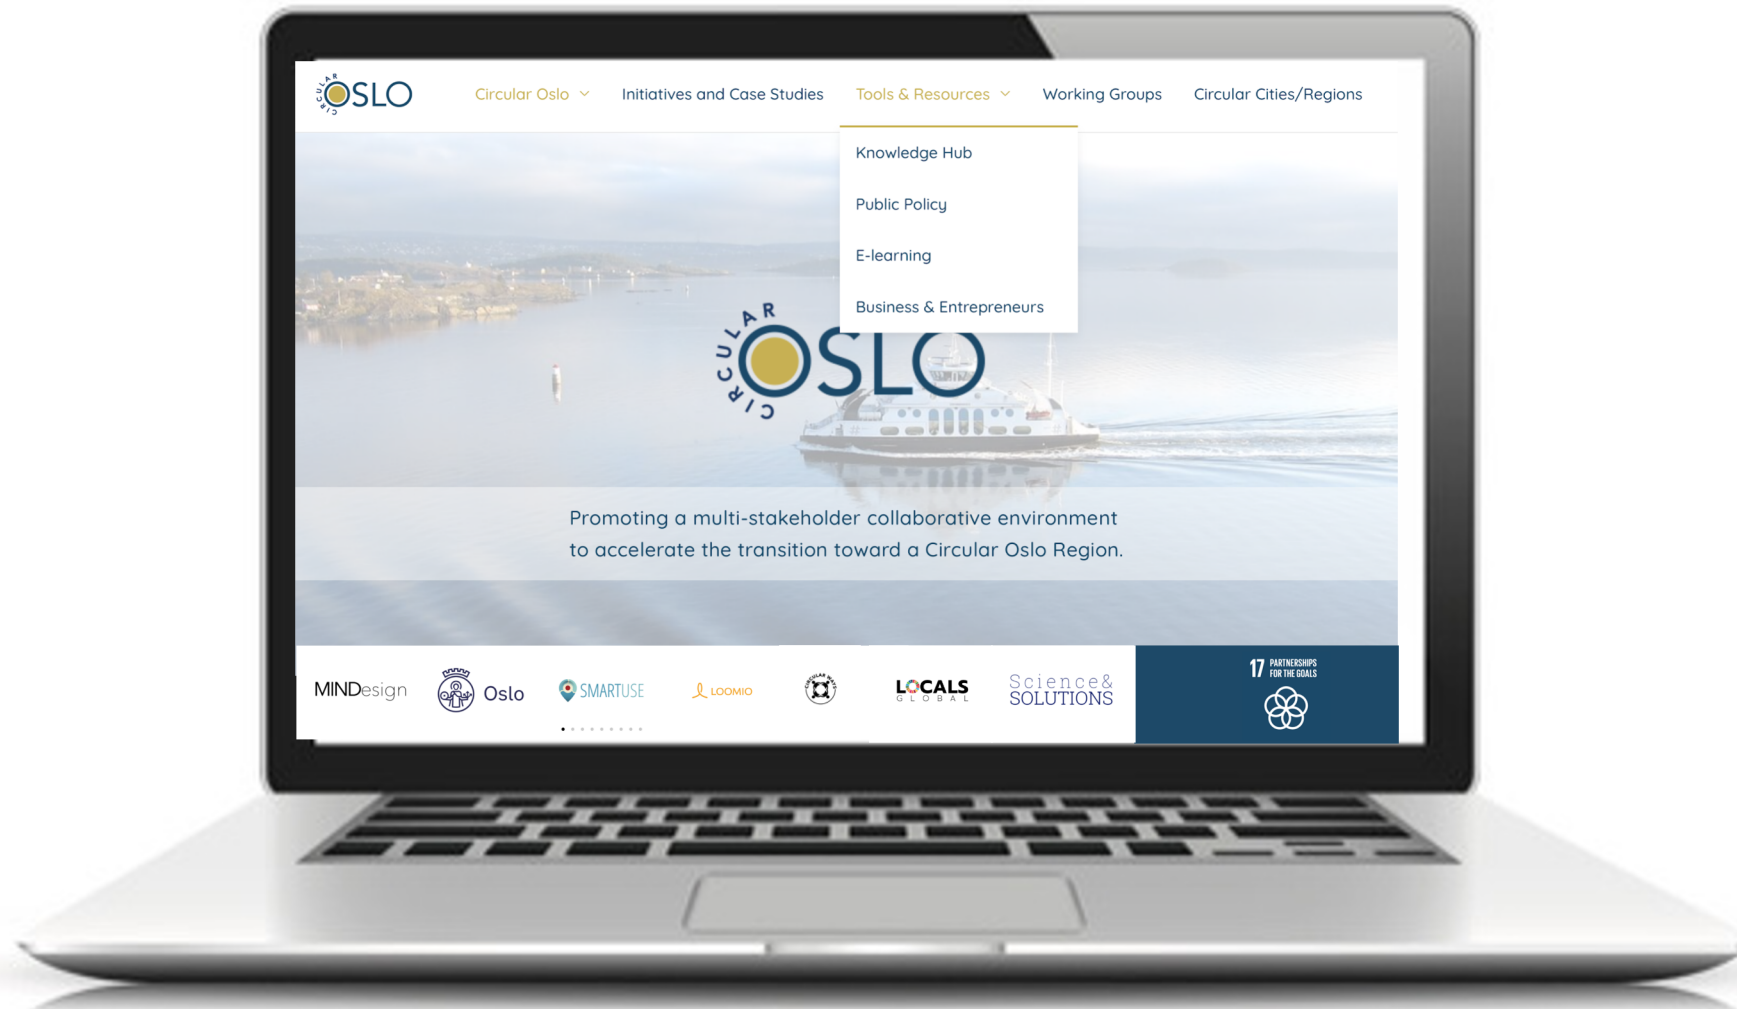 CIRCULAR OSLO
Circular Oslo
Initiatives and Case Studies
Tools & Resources
Working Groups
Circular Cities/Regions
Knowledge Hub
Public Policy
E-learning
Business & Entrepreneurs
CIRCULAR OSLO
Promoting a multi-stakeholder collaborative environment
to accelerate the transition toward a Circular Oslo Region.
MINDesign
Oslo
SMARTUSE
LOOMIO
CIRCULAR WAYS
LOCALS
GLOBAL
Science&
SOLUTIONS
17 PARTNERSHIPS
FOR THE GOALS